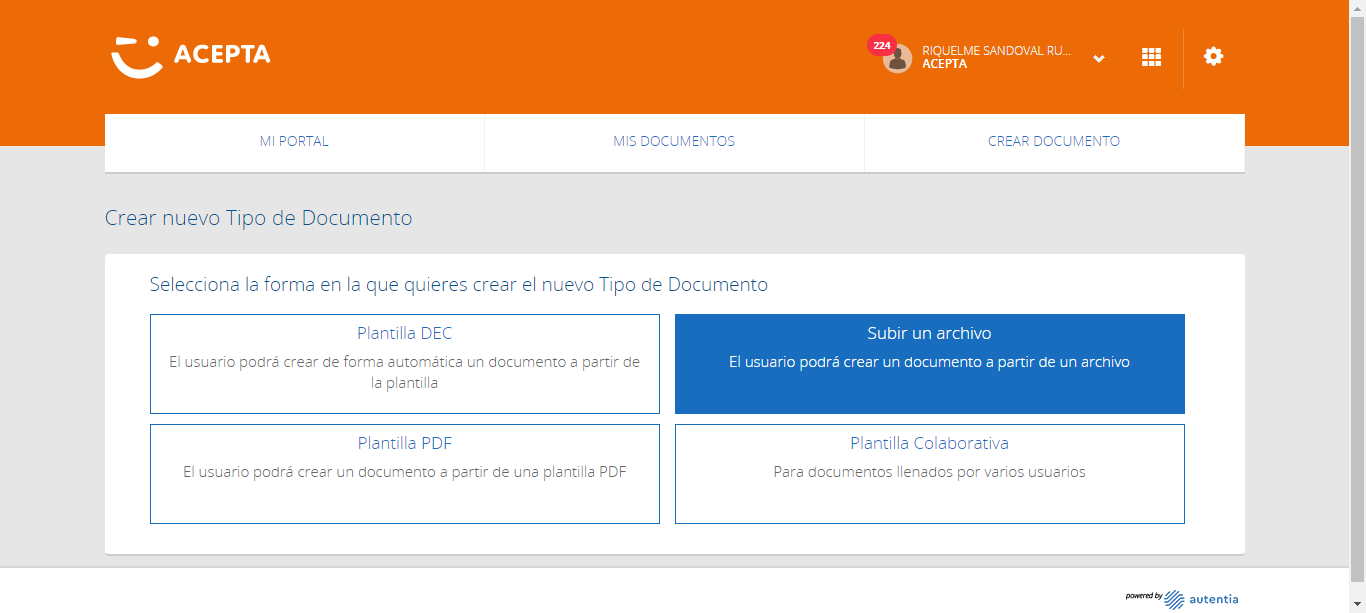 ACEPTA
224
RIQUELME SANDOVAL RU...
ACEPTA
MI PORTAL
MIS DOCUMENTOS
CREAR DOCUMENTO
Crear nuevo Tipo de Documento
Selecciona la forma en la que quieres crear el nuevo Tipo de Documento
Plantilla DEC
El usuario podrá crear de forma automática un documento a partir de
la plantilla
Subir un archivo
El usuario podrá crear un documento a partir de un archivo
Plantilla PDF
El usuario podrá crear un documento a partir de una plantilla PDF
Plantilla Colaborativa
Para documentos llenados por varios usuarios
powered by autentia